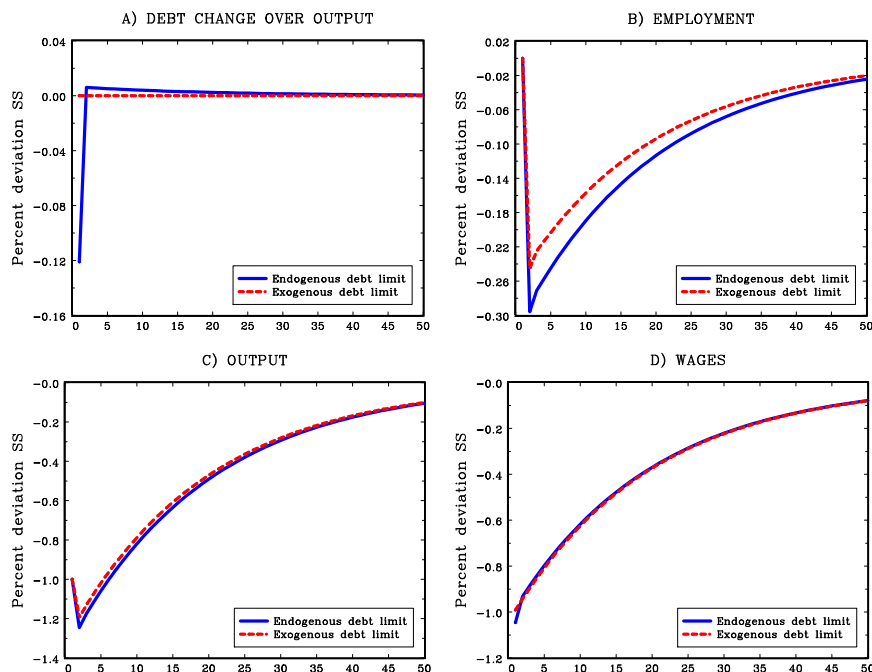 A) DEBT CHANGE OVER OUTPUT
Percent deviation SS
0.04
0.00
−0.04
−0.08
−0.12
−0.16
0 5 10 15 20 25 30 35 40 45 50
Endogenous debt limit
Exogenous debt limit
B) EMPLOYMENT
Percent deviation SS
0.02
−0.02
−0.06
−0.10
−0.14
−0.18
−0.22
−0.26
−0.30
0 5 10 15 20 25 30 35 40 45 50
Endogenous debt limit
Exogenous debt limit
C) OUTPUT
Percent deviation SS
−0.0
−0.2
−0.4
−0.6
−0.8
−1.0
−1.2
−1.4
0 5 10 15 20 25 30 35 40 45 50
Endogenous debt limit
Exogenous debt limit
D) WAGES
Percent deviation SS
−0.0
−0.2
−0.4
−0.6
−0.8
−1.0
−1.2
0 5 10 15 20 25 30 35 40 45 50
Endogenous debt limit
Exogenous debt limit